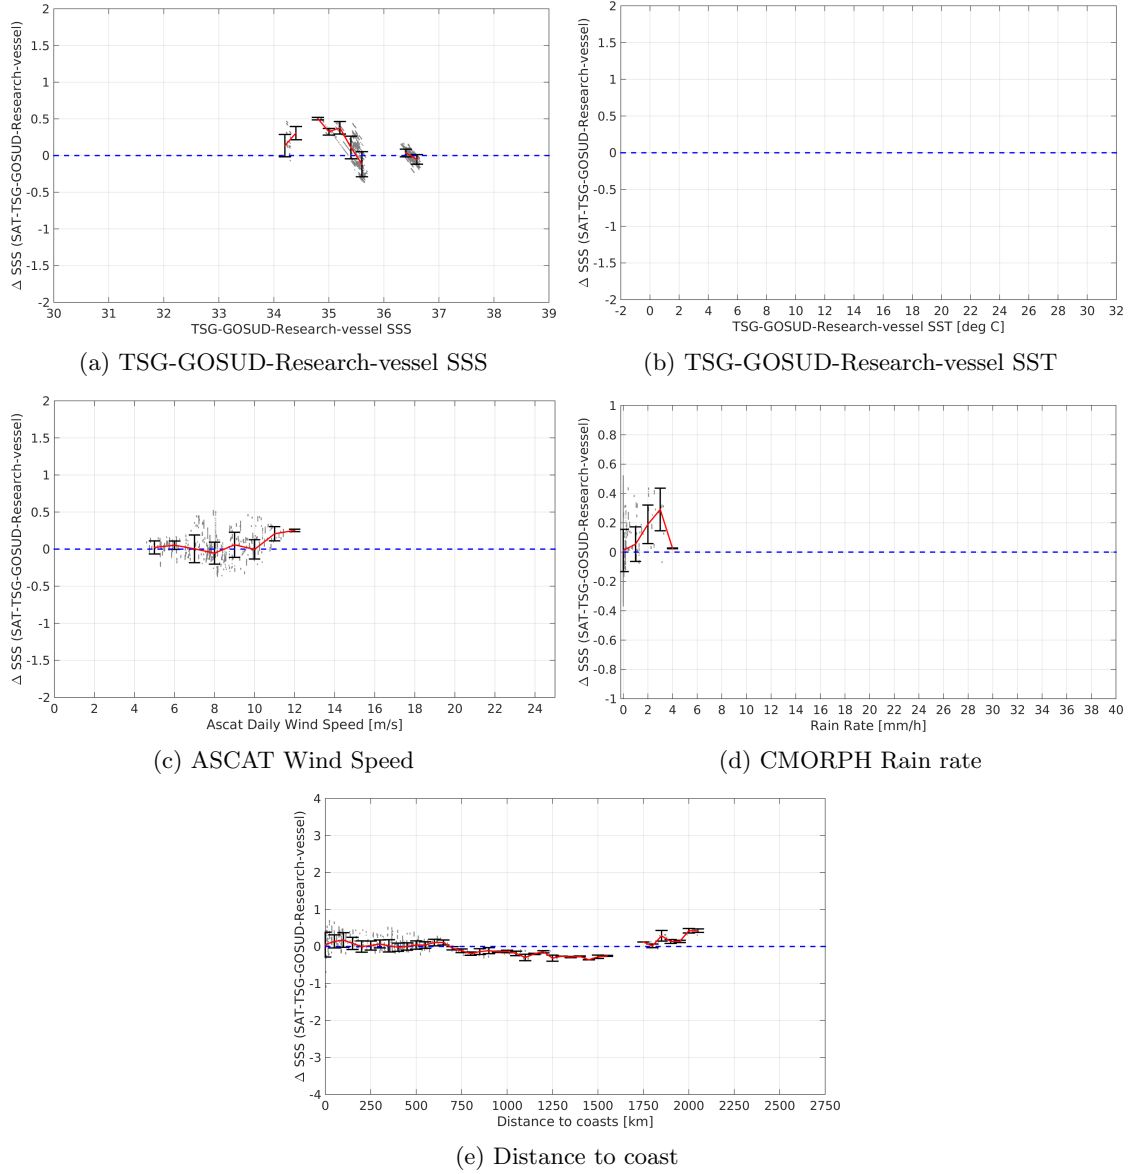 2
1.5
1
0.5
0
-0.5
-1
-1.5
-2
Δ SSS (SAT-TSG-GOSUD-Research-vessel)
30 31 32 33 34 35 36 37 38 39
TSG-GOSUD-Research-vessel SSS
(a) TSG-GOSUD-Research-vessel SSS
2
1.5
1
0.5
0
-0.5
-1
-1.5
-2
Δ SSS (SAT-TSG-GOSUD-Research-vessel)
-2 0 2 4 6 8 10 12 14 16 18 20 22 24 26 28 30 32
TSG-GOSUD-Research-vessel SST [deg C]
(b) TSG-GOSUD-Research-vessel SST
2
1.5
1
0.5
0
-0.5
-1
-1.5
-2
Δ SSS (SAT-TSG-GOSUD-Research-vessel)
0 2 4 6 8 10 12 14 16 18 20 22 24
Ascat Daily Wind Speed [m/s]
(c) ASCAT Wind Speed
1
0.8
0.6
0.4
0.2
0
-0.2
-0.4
-0.6
-0.8
-1
Δ SSS (SAT-TSG-GOSUD-Research-vessel)
0 2 4 6 8 10 12 14 16 18 20 22 24 26 28 30 32 34 36 38 40
Rain Rate [mm/h]
(d) CMORPH Rain rate
4
3
2
1
0
-1
-2
-3
-4
Δ SSS (SAT-TSG-GOSUD-Research-vessel)
0 250 500 750 1000 1250 1500 1750 2000 2250 2500 2750
Distance to coasts [km]
(e) Distance to coast